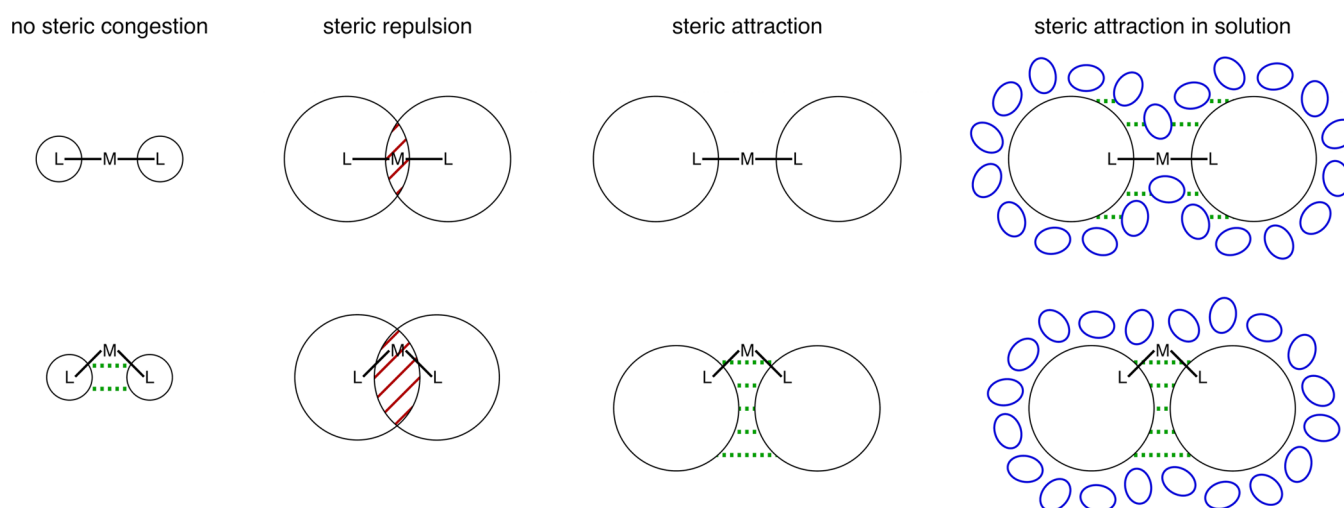 no steric congestion
steric repulsion
steric attraction
steric attraction in solution
L M L
L M L
L M L
L M L
M
L L
M
L L
M
L L
M
L L